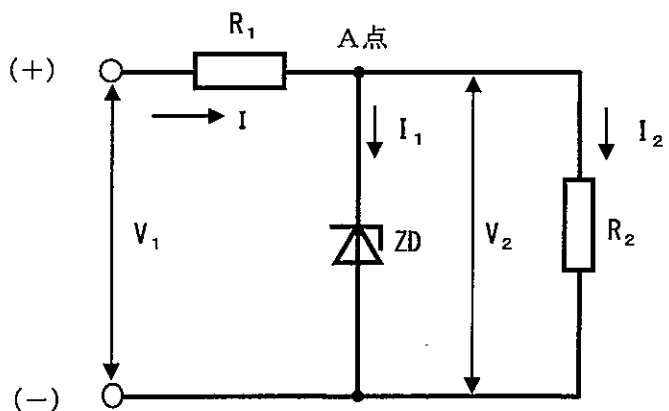 R₁
A点
(+)
I
I₁
I₂
V₁
ZD
V₂
R₂
(-)